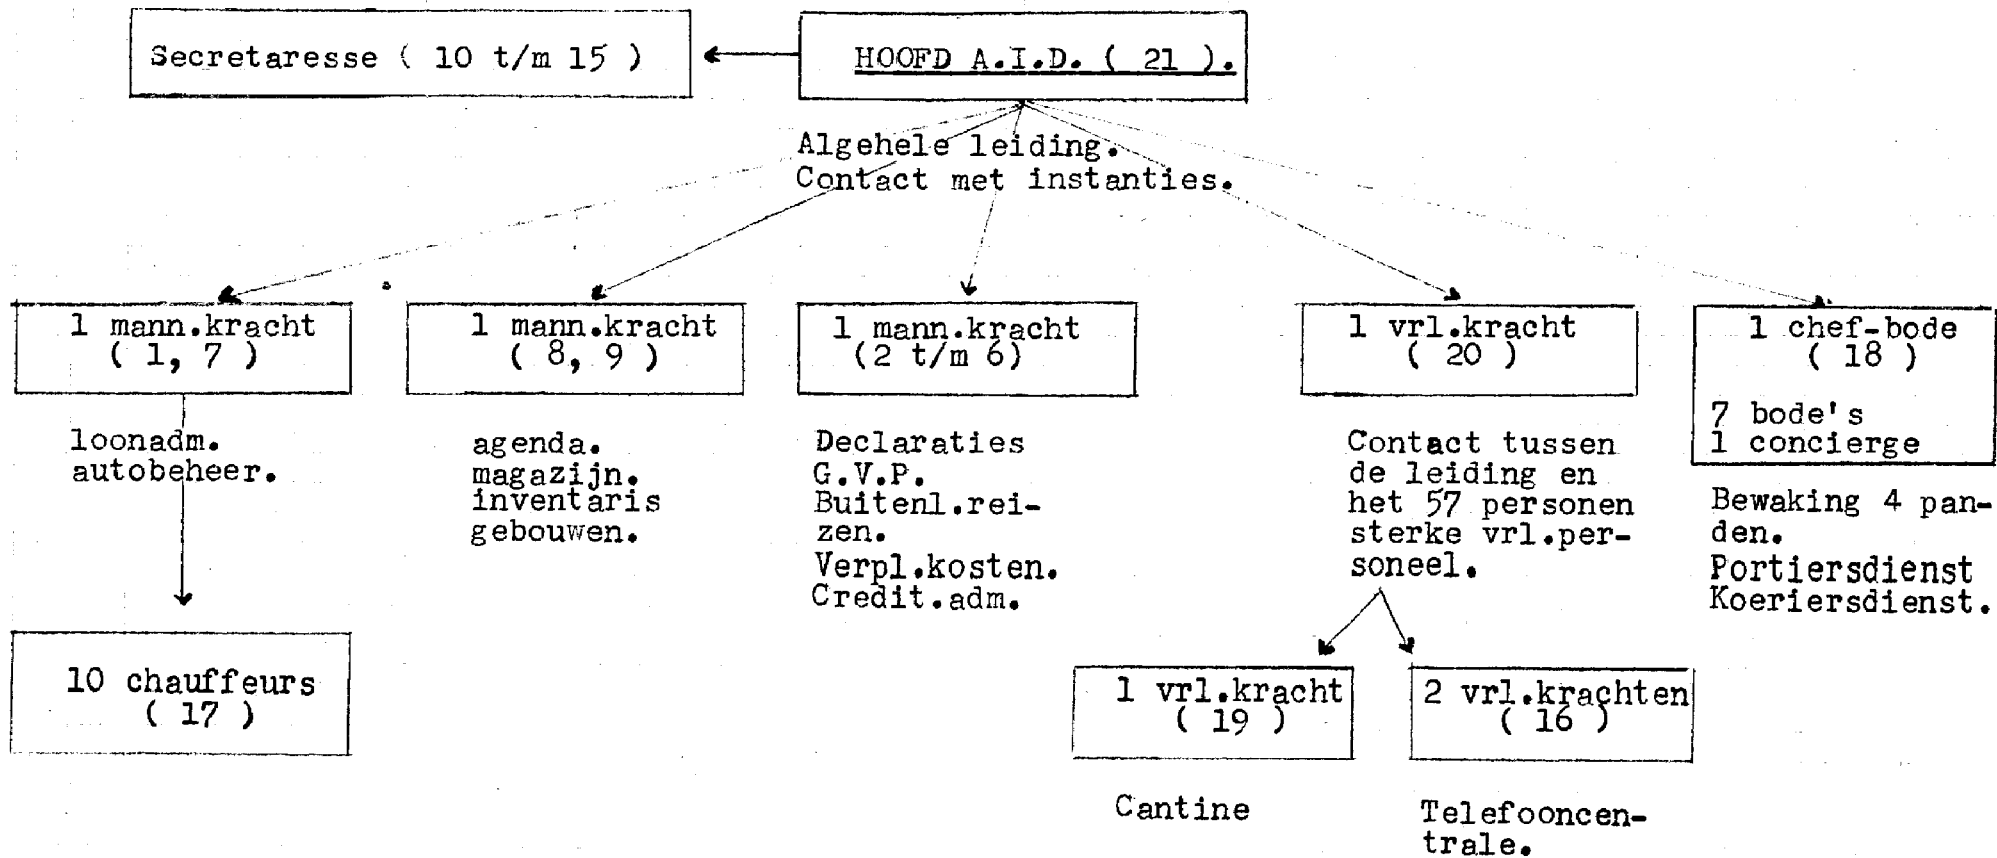 Secretaresse ( 10 t/m 15 )
HOOFD A.I.D. ( 21 ).
Algehele leiding.
Contact met instanties.
1 mann.kracht
( 1, 7 )
loonadm.
autobeheer.
10 chauffeurs
( 17 )
1 mann.kracht
( 8, 9 )
agenda.
magazijn.
inventaris
gebouwen.
1 mann.kracht
(2 t/m 6)
Declaraties
G.V.P.
Buitenl.rei-
zen.
Verpl.kosten.
Credit.adm.
1 vrl.kracht
( 20 )
Contact tussen
de leiding en
het 57 personen
sterke vrl.per-
soneel.
1 vrl.kracht
( 19 )
Cantine
2 vrl.krachten
( 16 )
Telefooncen-
trale.
1 chef-bode
( 18 )
7 bode's
1 concierge
Bewaking 4 pan-
den.
Portiersdienst
Koeriersdienst.